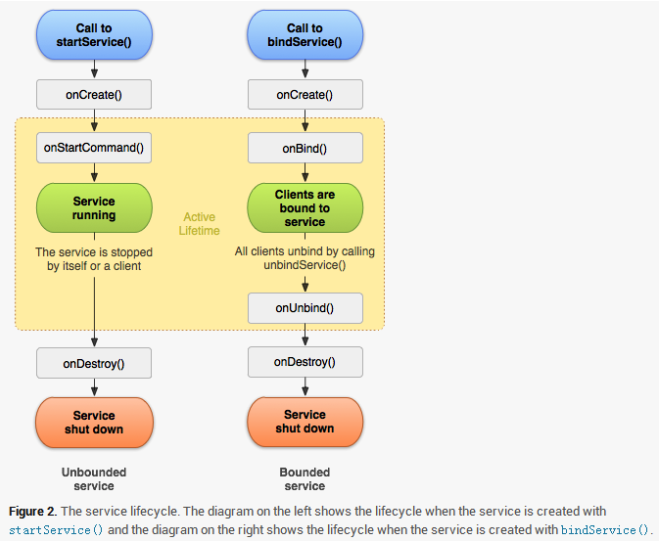 Call to
startService()
onCreate()
onStartCommand()
Service
running
The service is stopped
by itself or a client
onDestroy()
Service
shut down
Unbounded
service
Active
Lifetime
Call to
bindService()
onCreate()
onBind()
Clients are
bound to
service
All clients unbind by calling
unbindService()
onUnbind()
onDestroy()
Service
shut down
Bounded
service
Figure 2. The service lifecycle. The diagram on the left shows the lifecycle when the service is created with
startService() and the diagram on the right shows the lifecycle when the service is created with bindService().